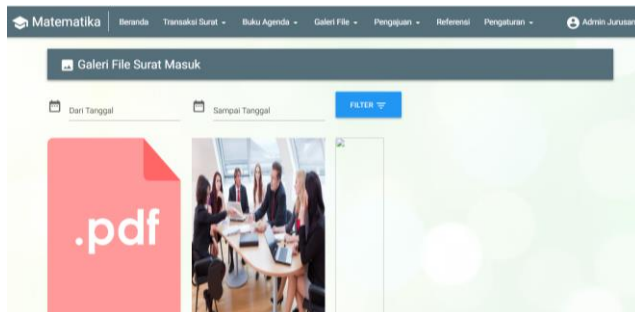 Matematika Beranda Transaksi Surat Buku Agenda Galeri File Pengajuan Referensi Pengaturan Admin Jurusan
Galeri File Surat Masuk
Dari Tanggal Sampai Tanggal FILTER
.pdf